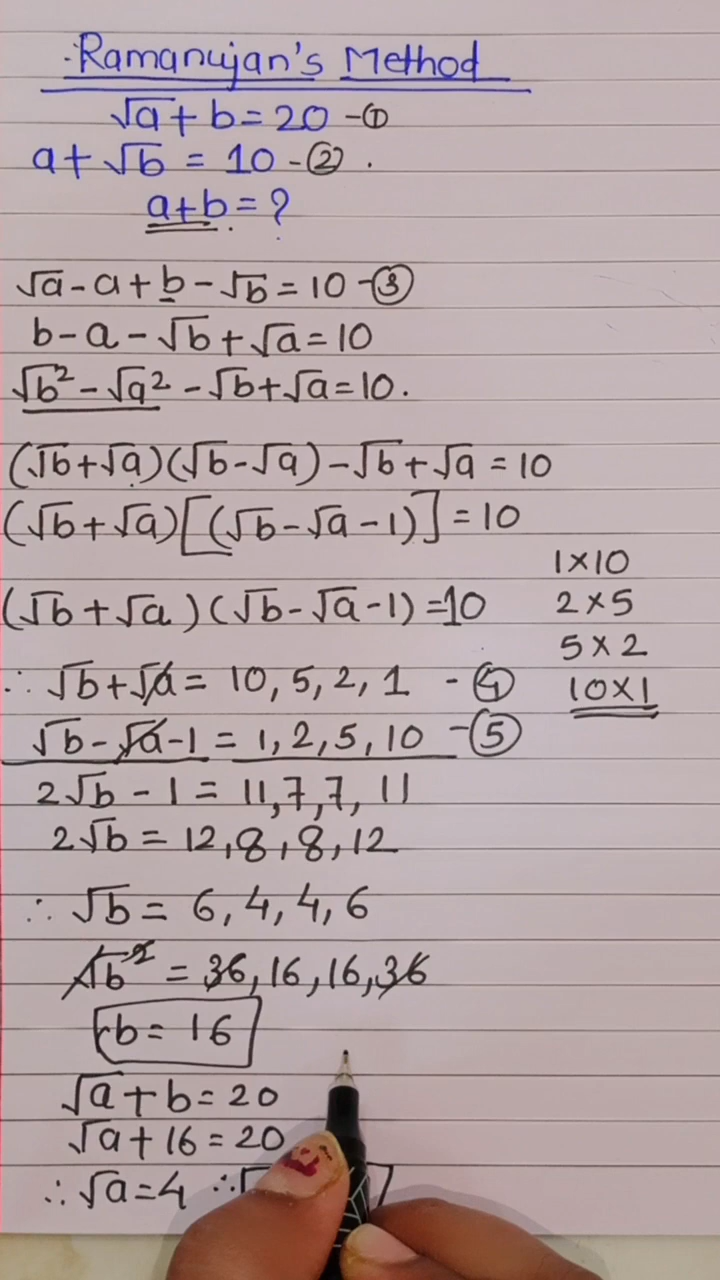 Ramanujan's Method
√a + b = 20 - ①
a + √b = 10 - ② .
a+b = ?
√a - a + b - √b = 10 - ③
b - a - √b + √a = 10
√b² - √a² - √b + √a = 10.
(√b + √a)(√b - √a) - √b + √a = 10
(√b + √a)[(√b - √a - 1)] = 10
1 × 10
(√b + √a)(√b - √a - 1) = 10
2 × 5
5 × 2
∴ √b + √a = 10, 5, 2, 1 - ④
10 × 1
√b - √a - 1 = 1, 2, 5, 10 - ⑤
2√b - 1 = 11, 7, 7, 11
2√b = 12, 8, 8, 12
∴ √b = 6, 4, 4, 6
√b² = 36, 16, 16, 36
b = 16
√a + b = 20
√a + 16 = 20
∴ √a = 4 ∴